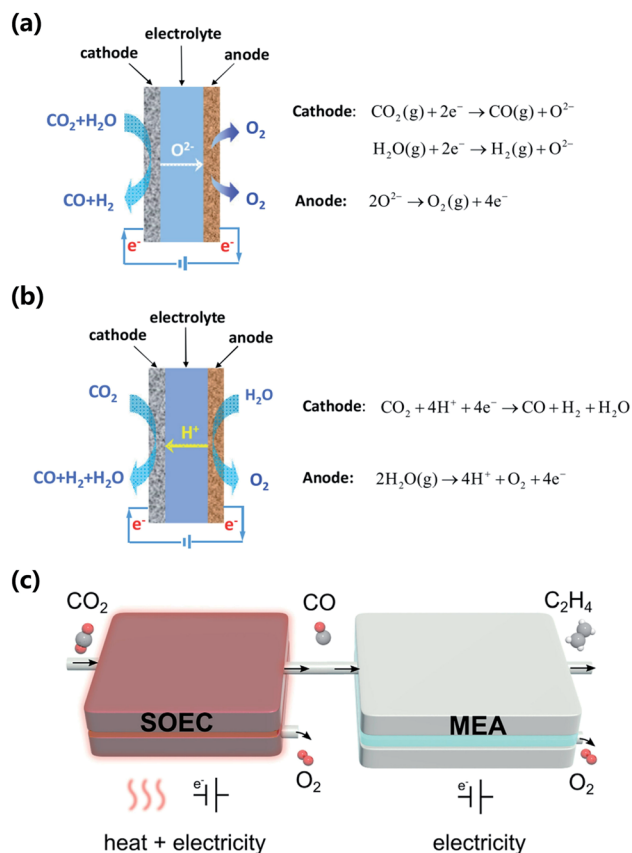 (a)
electrolyte
cathode
anode
CO₂+H₂O
O₂
O²⁻
CO+H₂
O₂
e⁻
e⁻
Cathode: CO₂(g) + 2e⁻ → CO(g) + O²⁻
H₂O(g) + 2e⁻ → H₂(g) + O²⁻
Anode: 2O²⁻ → O₂(g) + 4e⁻
(b)
electrolyte
cathode
anode
CO₂
H₂O
H⁺
CO+H₂+H₂O
O₂
e⁻
e⁻
Cathode: CO₂ + 4H⁺ + 4e⁻ → CO + H₂ + H₂O
Anode: 2H₂O(g) → 4H⁺ + O₂ + 4e⁻
(c)
CO₂
CO
C₂H₄
SOEC
MEA
O₂
O₂
e⁻
e⁻
heat + electricity
electricity